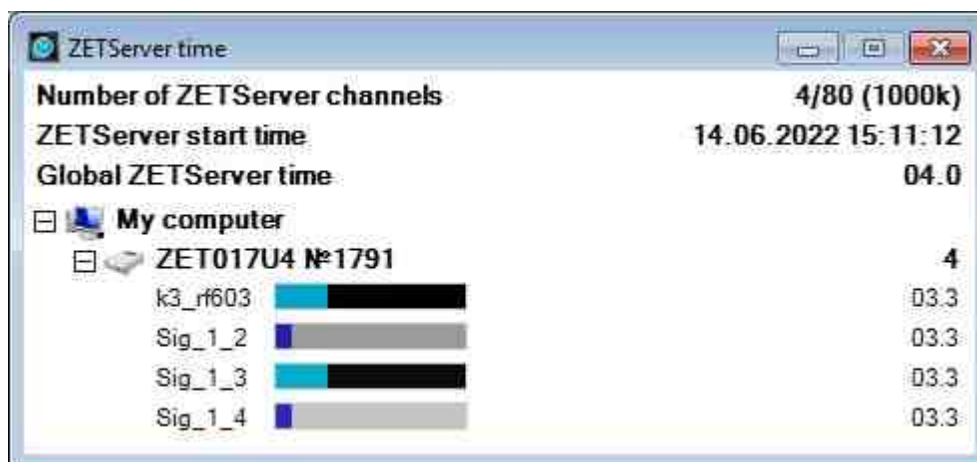 ZETServer time
Number of ZETServer channels 4/80 (1000k)
ZETServer start time 14.06.2022 15:11:12
Global ZETServer time 04.0
My computer
ZET017U4 №1791 4
k3_rf603 03.3
Sig_1_2 03.3
Sig_1_3 03.3
Sig_1_4 03.3